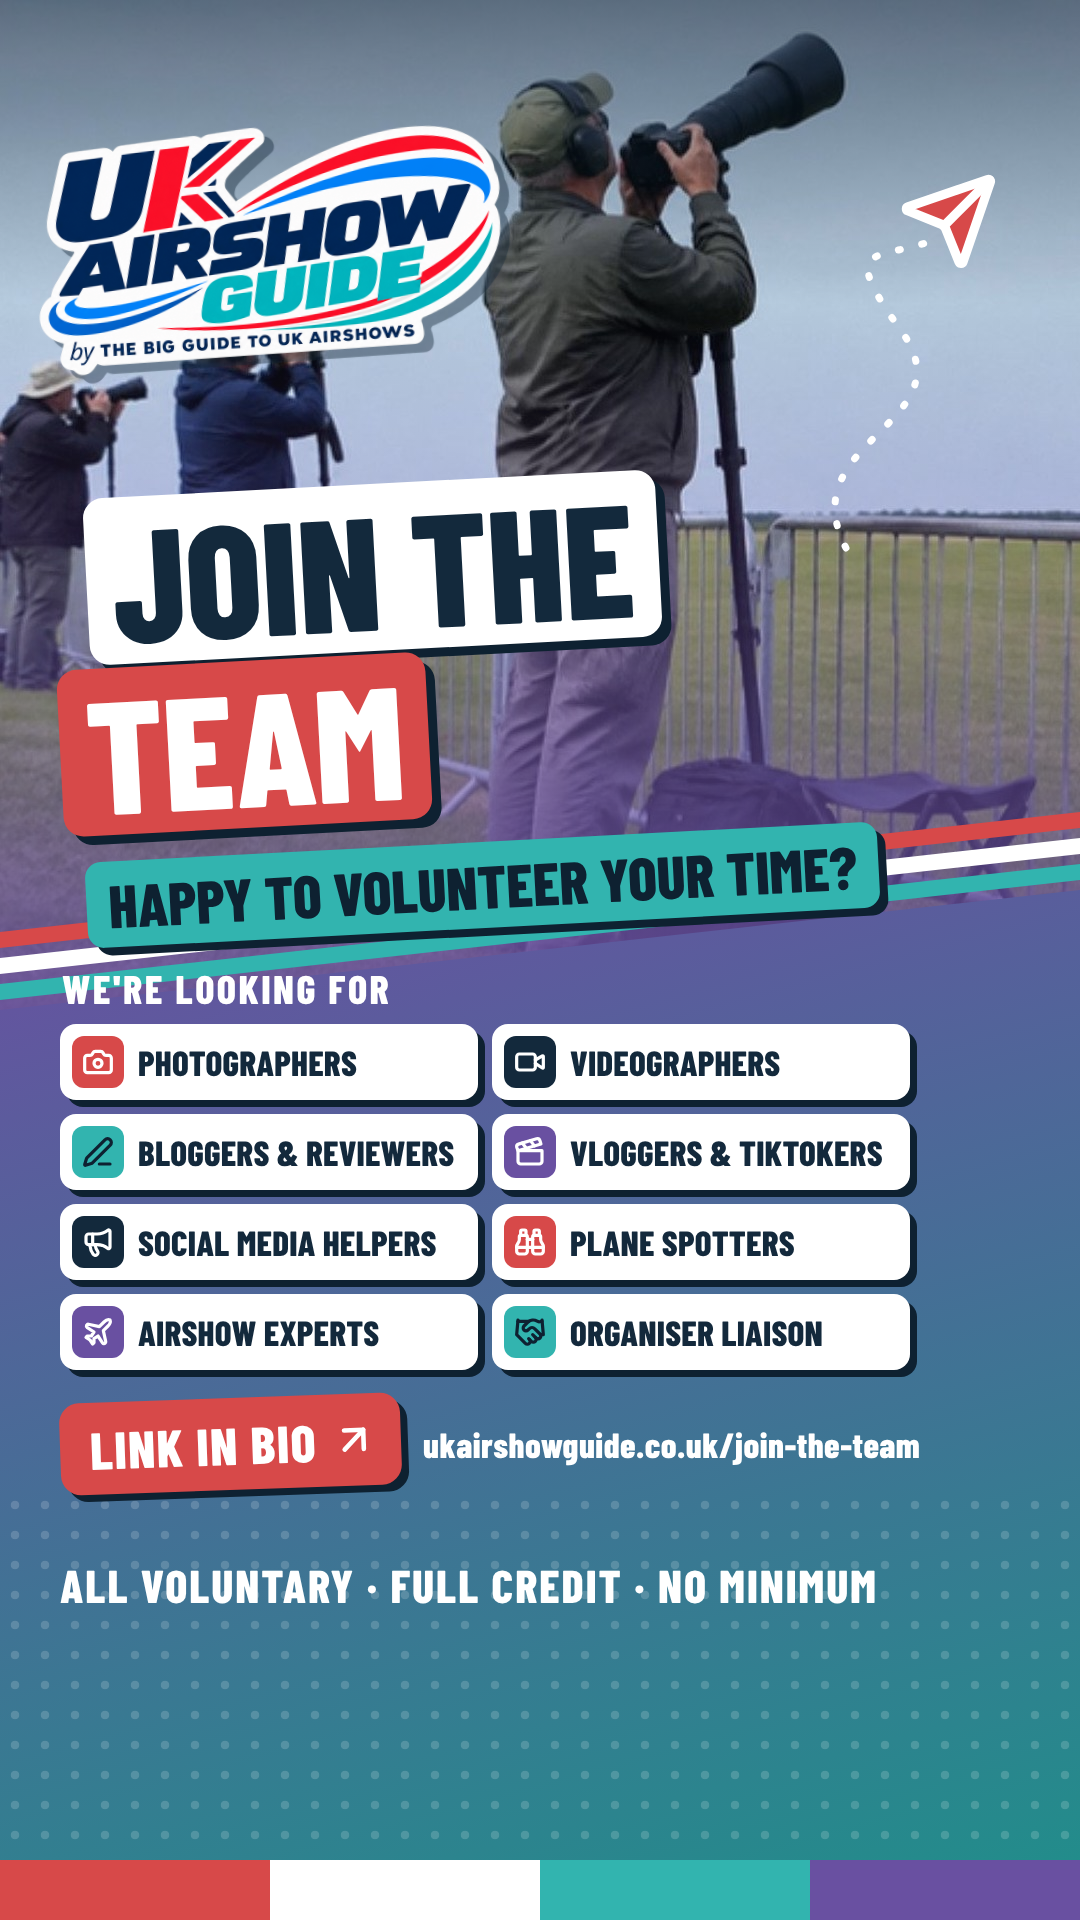 UK
AIRSHOW
GUIDE
by THE BIG GUIDE TO UK AIRSHOWS
JOIN THE
TEAM
HAPPY TO VOLUNTEER YOUR TIME?
WE'RE LOOKING FOR
PHOTOGRAPHERS
VIDEOGRAPHERS
BLOGGERS & REVIEWERS
VLOGGERS & TIKTOKERS
SOCIAL MEDIA HELPERS
PLANE SPOTTERS
AIRSHOW EXPERTS
ORGANISER LIAISON
LINK IN BIO
ukairshowguide.co.uk/join-the-team
ALL VOLUNTARY · FULL CREDIT · NO MINIMUM